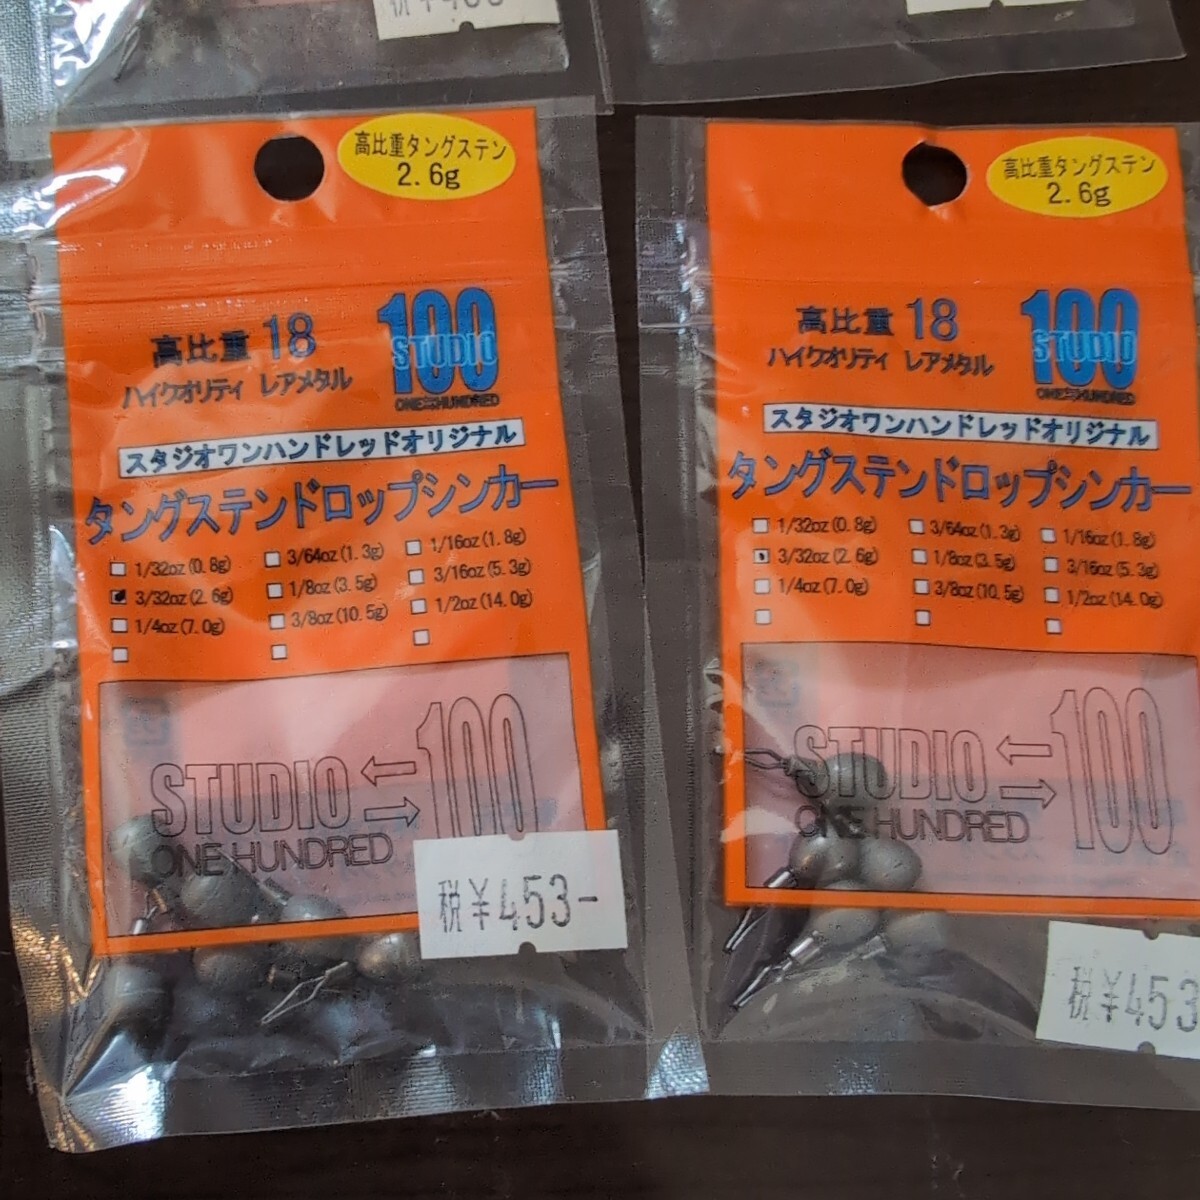 高比重タングステン
2.6g
高比重 18
ハイクオリティ レアメタル
100
STUDIO
ONE HUNDRED
スタジオワンハンドレッドオリジナル
タングステンドロップシンカー
1/32oz(0.8g) 3/64oz(1.3g) 1/16oz(1.8g)
3/32oz(2.6g) 1/8oz(3.5g) 3/16oz(5.3g)
1/4oz(7.0g) 3/8oz(10.5g) 1/2oz(14.0g)
STUDIO 100
ONE HUNDRED
税¥453-
高比重タングステン
2.6g
高比重 18
ハイクオリティ レアメタル
100
STUDIO
ONE HUNDRED
スタジオワンハンドレッドオリジナル
タングステンドロップシンカー
1/32oz(0.8g) 3/64oz(1.3g) 1/16oz(1.8g)
3/32oz(2.6g) 1/8oz(3.5g) 3/16oz(5.3g)
1/4oz(7.0g) 3/8oz(10.5g) 1/2oz(14.0g)
STUDIO 100
ONE HUNDRED
税¥453